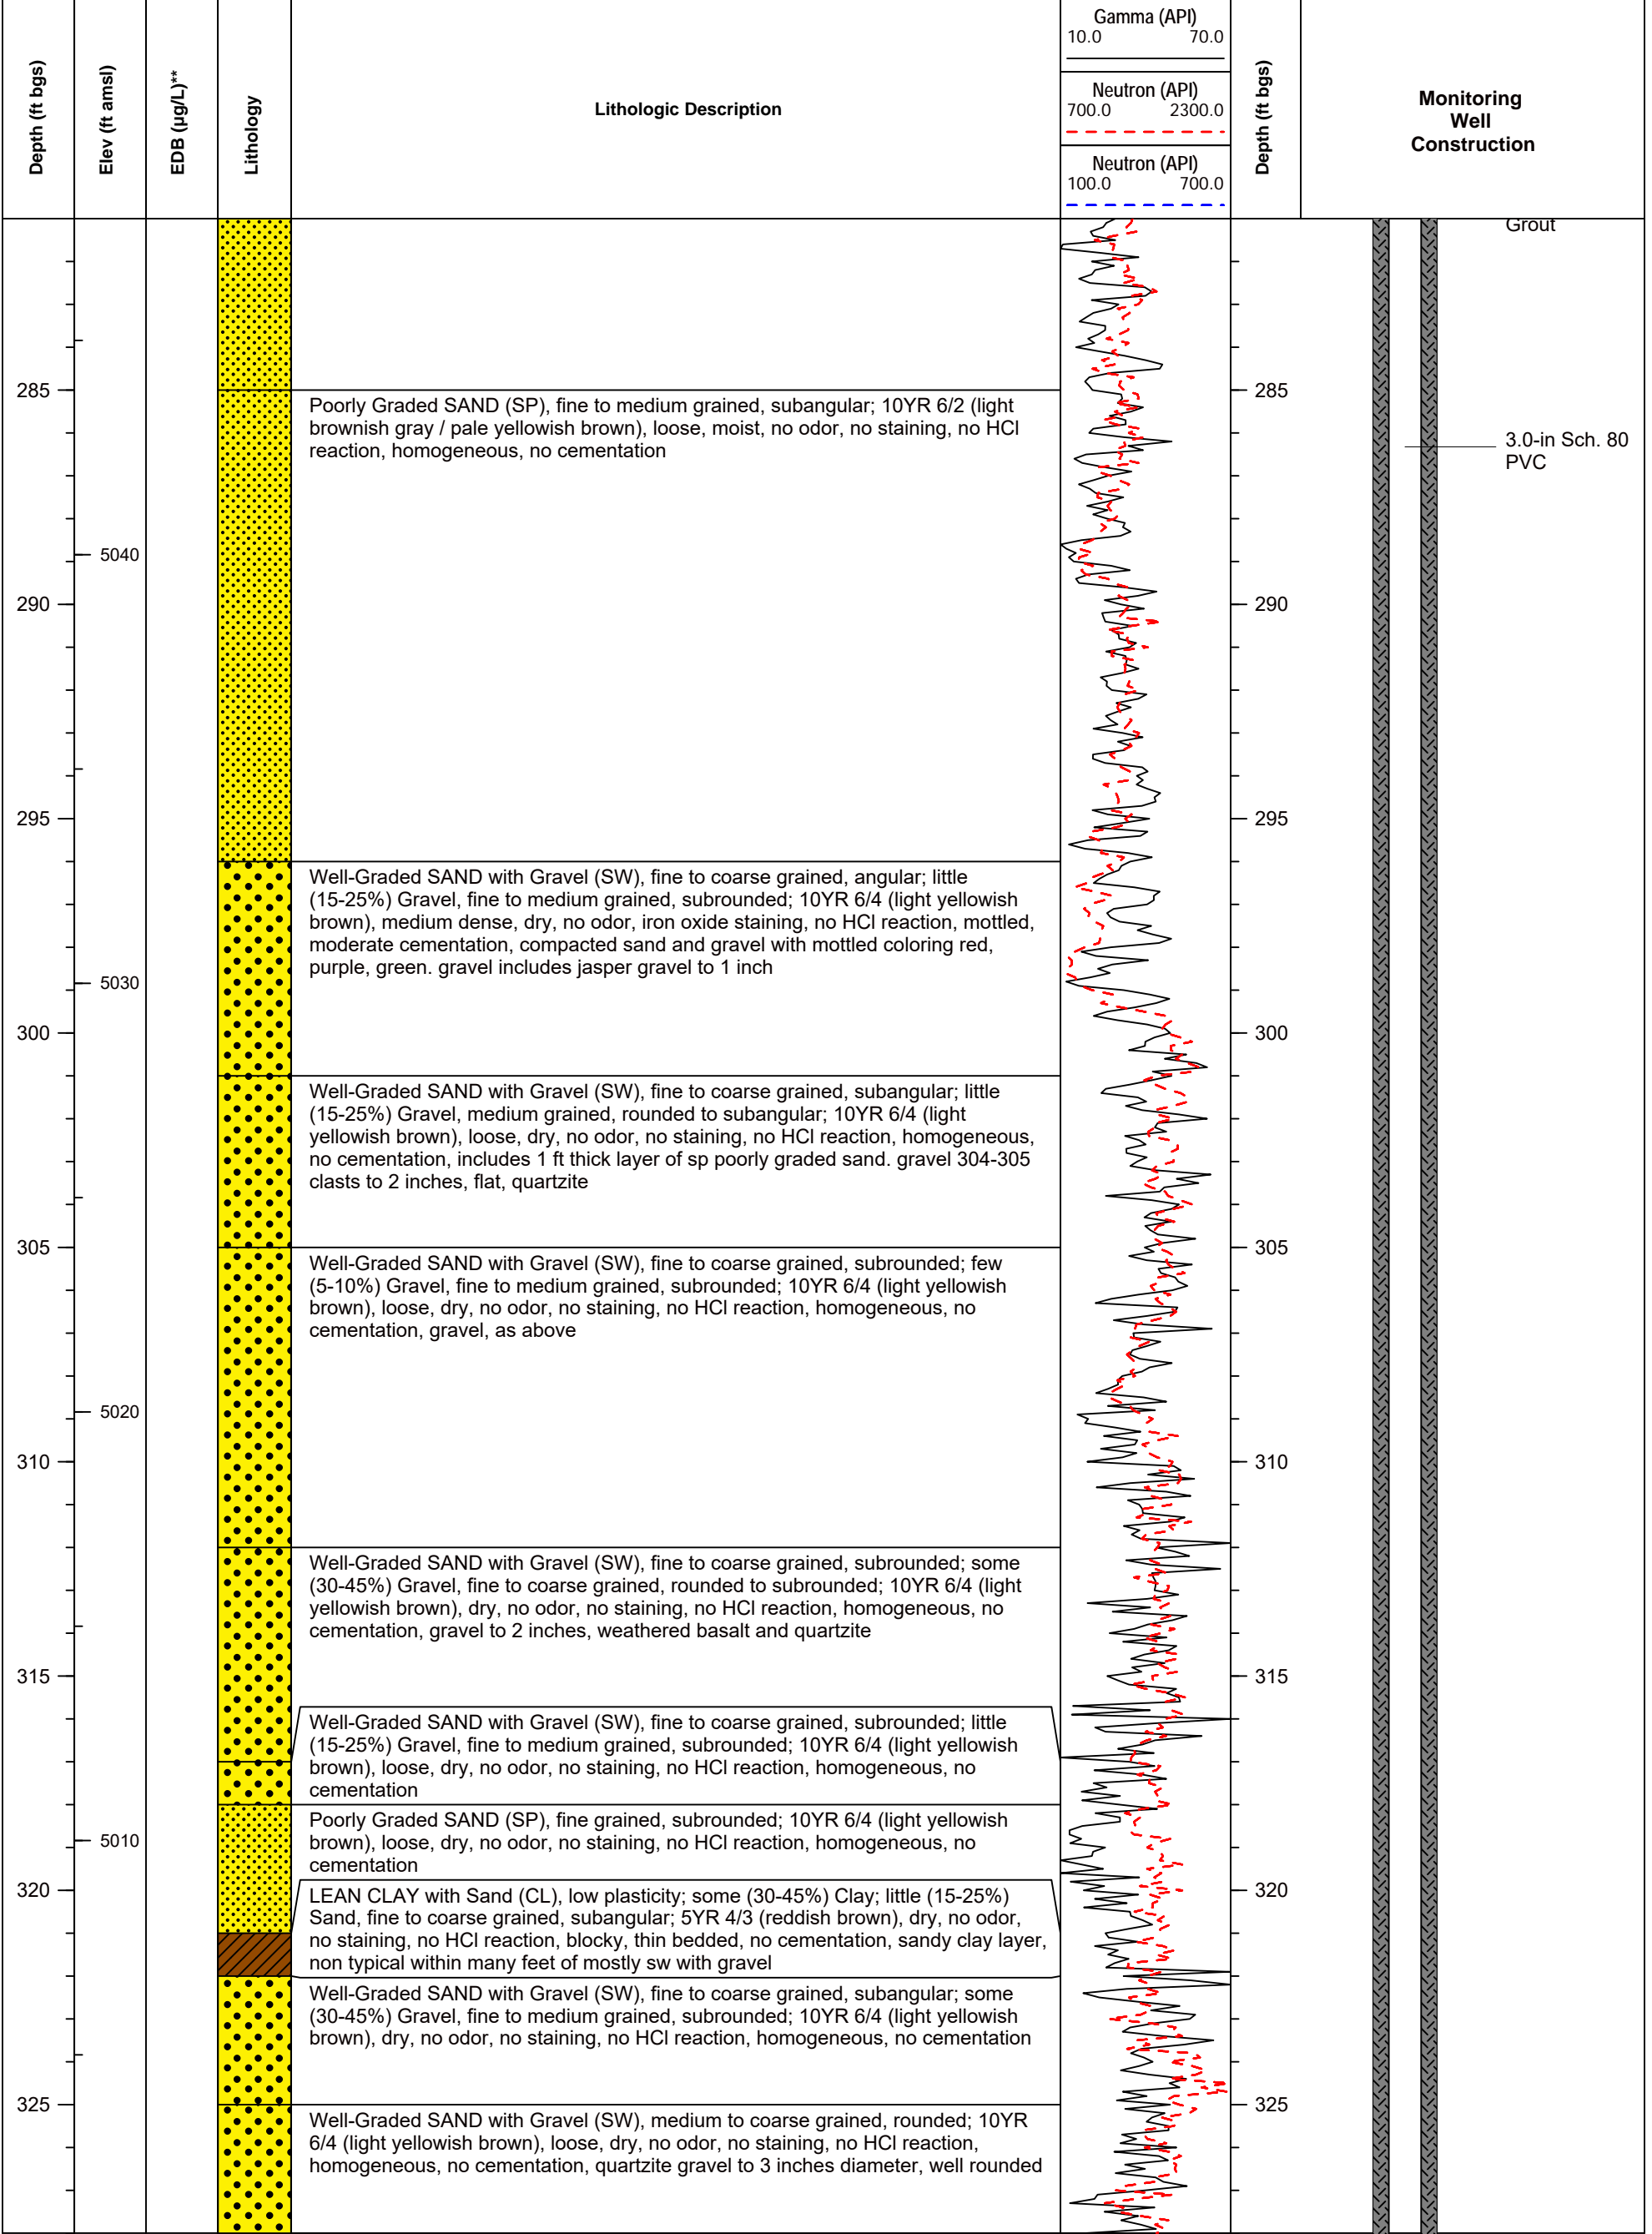 Depth (ft bgs)
Elev (ft amsl)
EDB (µg/L)**
Lithology
Lithologic Description
Gamma (API)
10.0 70.0
Neutron (API)
700.0 2300.0
Neutron (API)
100.0 700.0
Depth (ft bgs)
Monitoring
Well
Construction
Grout
285
Poorly Graded SAND (SP), fine to medium grained, subangular; 10YR 6/2 (light
brownish gray / pale yellowish brown), loose, moist, no odor, no staining, no HCl
reaction, homogeneous, no cementation
285
3.0-in Sch. 80
PVC
5040
290
290
295
295
Well-Graded SAND with Gravel (SW), fine to coarse grained, angular; little
(15-25%) Gravel, fine to medium grained, subrounded; 10YR 6/4 (light yellowish
brown), medium dense, dry, no odor, iron oxide staining, no HCl reaction, mottled,
moderate cementation, compacted sand and gravel with mottled coloring red,
purple, green. gravel includes jasper gravel to 1 inch
5030
300
300
Well-Graded SAND with Gravel (SW), fine to coarse grained, subangular; little
(15-25%) Gravel, medium grained, rounded to subangular; 10YR 6/4 (light
yellowish brown), loose, dry, no odor, no staining, no HCl reaction, homogeneous,
no cementation, includes 1 ft thick layer of sp poorly graded sand. gravel 304-305
clasts to 2 inches, flat, quartzite
305
305
Well-Graded SAND with Gravel (SW), fine to coarse grained, subrounded; few
(5-10%) Gravel, fine to medium grained, subrounded; 10YR 6/4 (light yellowish
brown), loose, dry, no odor, no staining, no HCl reaction, homogeneous, no
cementation, gravel, as above
5020
310
310
Well-Graded SAND with Gravel (SW), fine to coarse grained, subrounded; some
(30-45%) Gravel, fine to coarse grained, rounded to subrounded; 10YR 6/4 (light
yellowish brown), dry, no odor, no staining, no HCl reaction, homogeneous, no
cementation, gravel to 2 inches, weathered basalt and quartzite
315
315
Well-Graded SAND with Gravel (SW), fine to coarse grained, subrounded; little
(15-25%) Gravel, fine to medium grained, subrounded; 10YR 6/4 (light yellowish
brown), loose, dry, no odor, no staining, no HCl reaction, homogeneous, no
cementation
Poorly Graded SAND (SP), fine grained, subrounded; 10YR 6/4 (light yellowish
brown), loose, dry, no odor, no staining, no HCl reaction, homogeneous, no
cementation
5010
320
320
LEAN CLAY with Sand (CL), low plasticity; some (30-45%) Clay; little (15-25%)
Sand, fine to coarse grained, subangular; 5YR 4/3 (reddish brown), dry, no odor,
no staining, no HCl reaction, blocky, thin bedded, no cementation, sandy clay layer,
non typical within many feet of mostly sw with gravel
Well-Graded SAND with Gravel (SW), fine to coarse grained, subangular; some
(30-45%) Gravel, fine to medium grained, subrounded; 10YR 6/4 (light yellowish
brown), dry, no odor, no staining, no HCl reaction, homogeneous, no cementation
325
325
Well-Graded SAND with Gravel (SW), medium to coarse grained, rounded; 10YR
6/4 (light yellowish brown), loose, dry, no odor, no staining, no HCl reaction,
homogeneous, no cementation, quartzite gravel to 3 inches diameter, well rounded